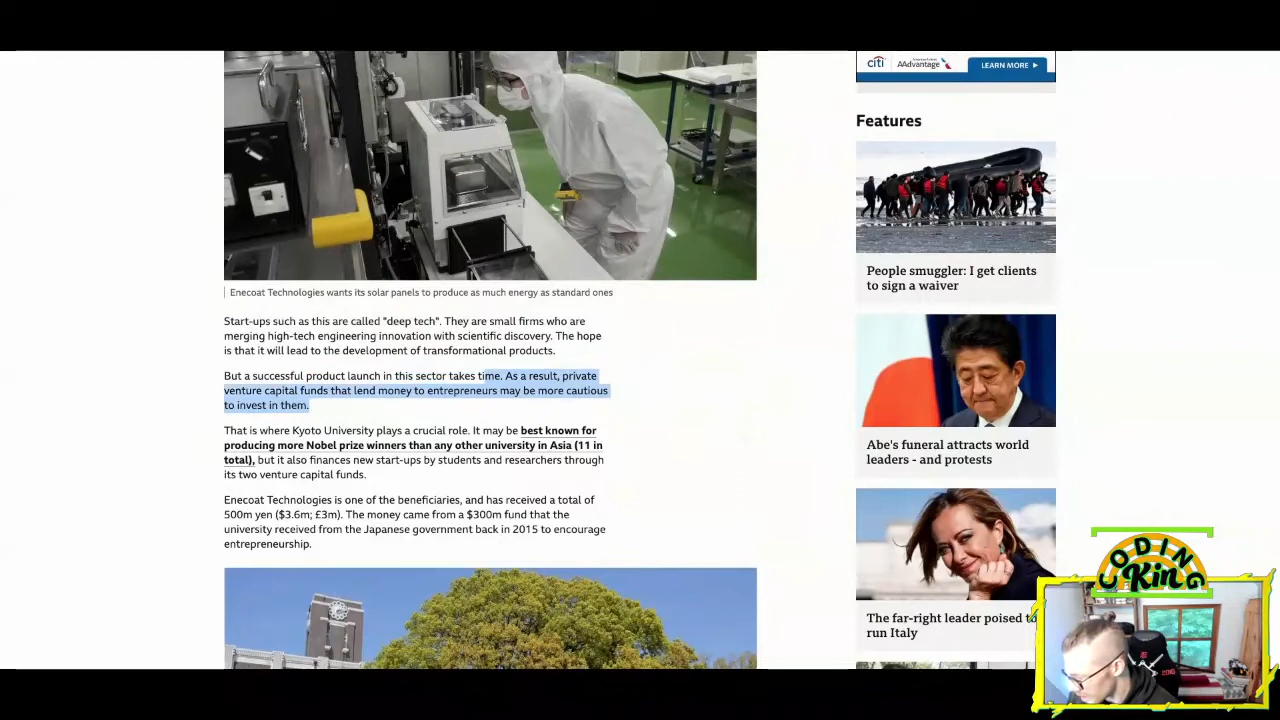 citi
AAdvantage
LEARN MORE
Features
People smuggler: I get clients
to sign a waiver
Enecoat Technologies wants its solar panels to produce as much energy as standard ones
Start-ups such as this are called "deep tech". They are small firms who are
merging high-tech engineering innovation with scientific discovery. The hope
is that it will lead to the development of transformational products.
But a successful product launch in this sector takes time. As a result, private
venture capital funds that lend money to entrepreneurs may be more cautious
to invest in them.
That is where Kyoto University plays a crucial role. It may be best known for
producing more Nobel prize winners than any other university in Asia (11 in
total), but it also finances new start-ups by students and researchers through
its two venture capital funds.
Enecoat Technologies is one of the beneficiaries, and has received a total of
500m yen ($3.6m; £3m). The money came from a $300m fund that the
university received from the Japanese government back in 2015 to encourage
entrepreneurship.
Abe's funeral attracts world
leaders - and protests
The far-right leader poised to
run Italy
CODING
Kin